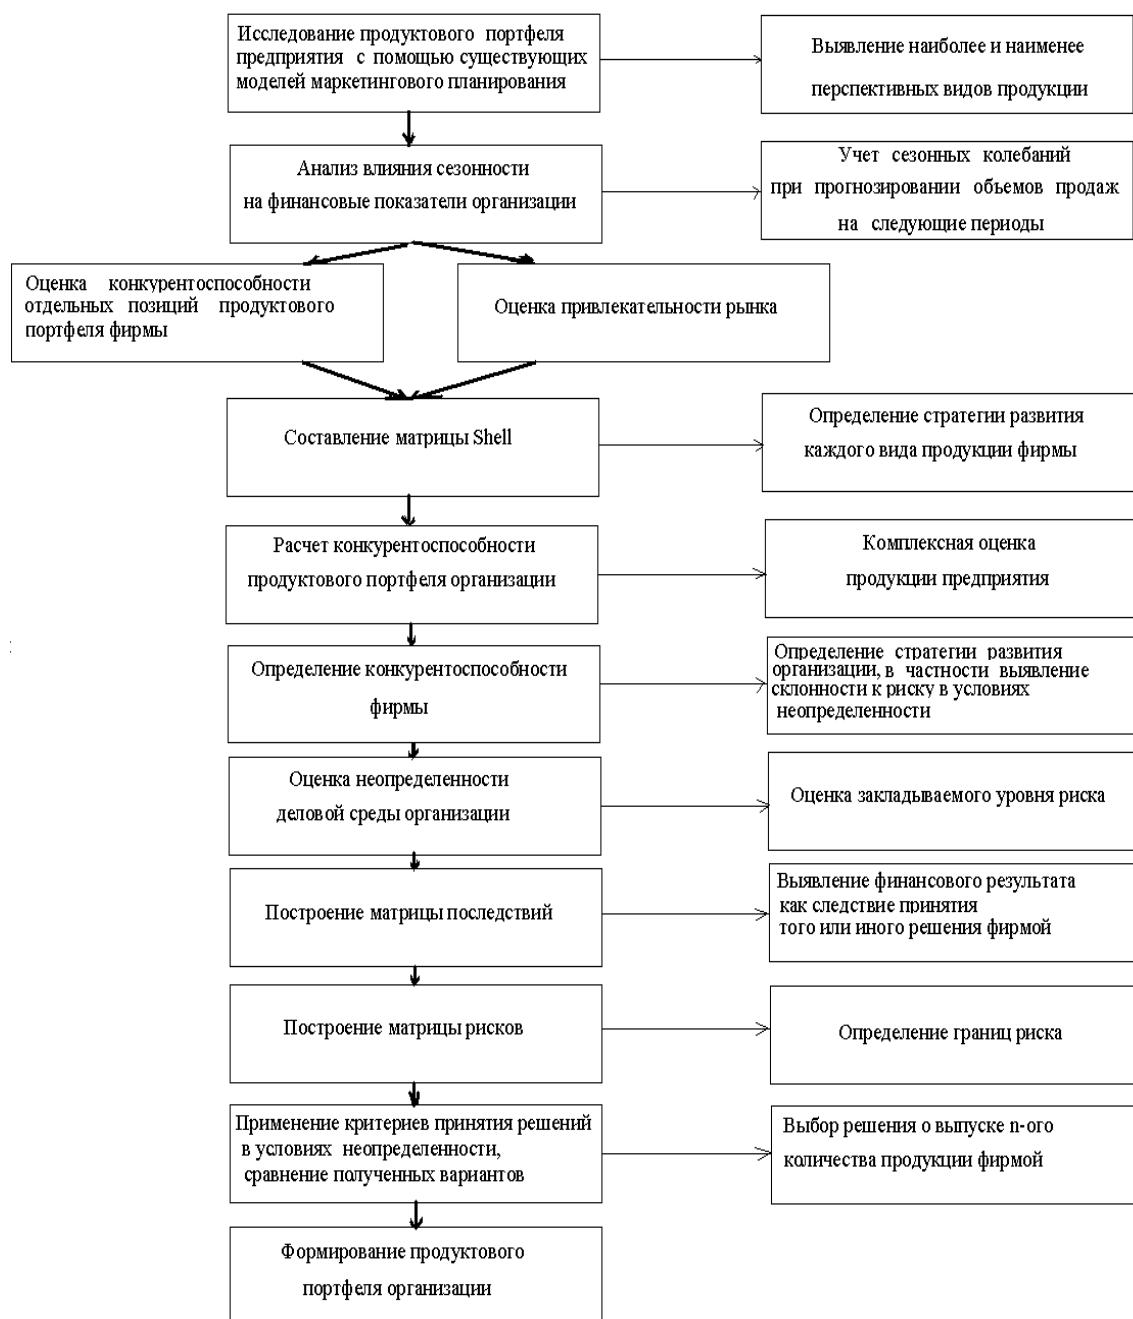 Исследование продуктового портфеля
предприятия с помощью существующих
моделей маркетингового планирования
Выявление наиболее и наименее
перспективных видов продукции
Анализ влияния сезонности
на финансовые показатели организации
Учет сезонных колебаний
при прогнозировании объемов продаж
на следующие периоды
Оценка конкурентоспособности
отдельных позиций продуктового
портфеля фирмы
Оценка привлекательности рынка
Составление матрицы Shell
Определение стратегии развития
каждого вида продукции фирмы
Расчет конкурентоспособности
продуктового портфеля организации
Комплексная оценка
продукции предприятия
Определение конкурентоспособности
фирмы
Определение стратегии развития
организации, в частности выявление
склонности к риску в условиях
неопределенности
Оценка неопределенности
деловой среды организации
Оценка закладываемого уровня риска
Построение матрицы последствий
Выявление финансового результата
как следствие принятия
того или иного решения фирмой
Построение матрицы рисков
Определение границ риска
Применение критериев принятия решений
в условиях неопределенности,
сравнение полученных вариантов
Выбор решения о выпуске n-ого
количества продукции фирмой
Формирование продуктового
портфеля организации